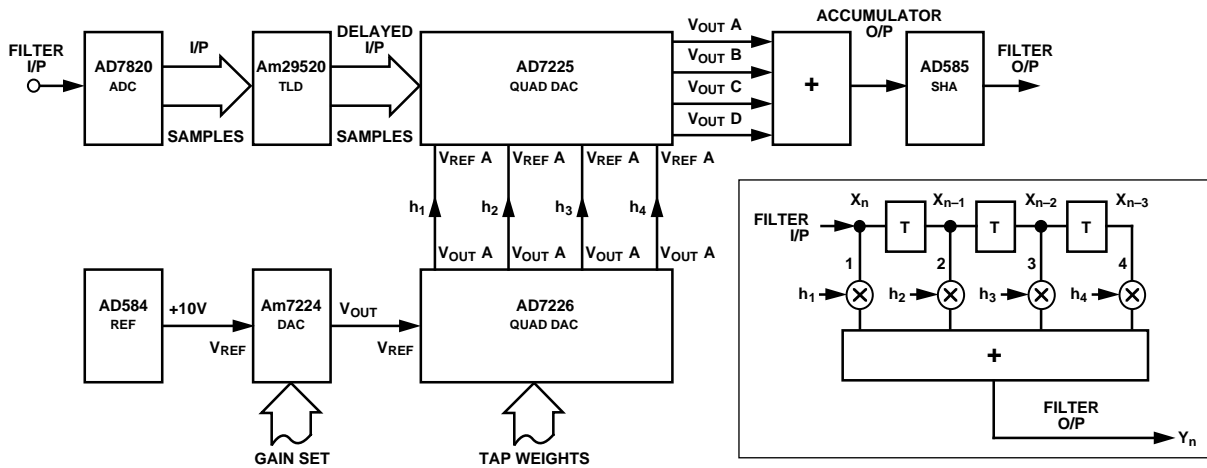 FILTER
I/P
AD7820
ADC
I/P
SAMPLES
Am29520
TLD
DELAYED
I/P
SAMPLES
AD7225
QUAD DAC
VOUT A
VOUT B
VOUT C
VOUT D
+
ACCUMULATOR
O/P
AD585
SHA
FILTER
O/P
VREF A VREF A VREF A VREF A
h1 h2 h3 h4
VOUT A VOUT A VOUT A VOUT A
AD584
REF
+10V
VREF
Am7224
DAC
VOUT
VREF
AD7226
QUAD DAC
GAIN SET
TAP WEIGHTS
Xn Xn–1 Xn–2 Xn–3
FILTER
I/P
T T T
1 2 3 4
h1 h2 h3 h4
+
FILTER
O/P
Yn